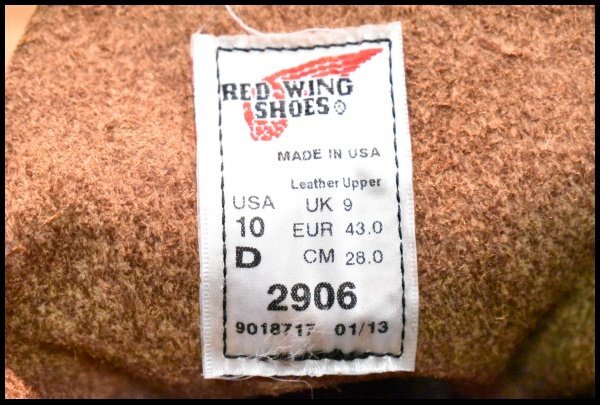 RED WING
SHOES®
MADE IN USA
Leather Upper
USA UK 9
10 EUR 43.0
D CM 28.0
2906
9018717 01/13